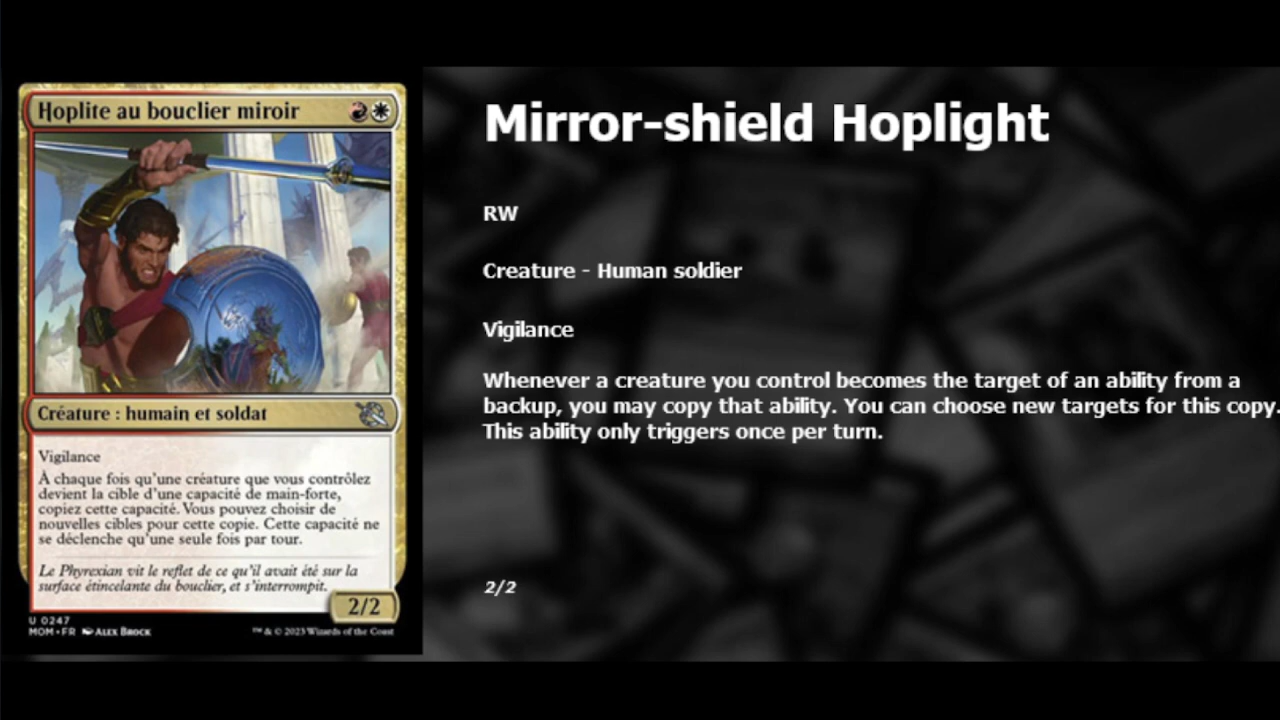 Hoplite au bouclier miroir
Créature : humain et soldat
Vigilance
À chaque fois qu'une créature que vous contrôlez
devient la cible d'une capacité de main-forte,
copiez cette capacité. Vous pouvez choisir de
nouvelles cibles pour cette copie. Cette capacité ne
se déclenche qu'une seule fois par tour.
Le Phyrexian vit le reflet de ce qu'il avait été sur la
surface étincelante du bouclier, et s'interrompit.
2/2
U 0247
MOM • FR ALEX BROCK
™ & © 2023 Wizards of the Coast
Mirror-shield Hoplight
RW
Creature - Human soldier
Vigilance
Whenever a creature you control becomes the target of an ability from a
backup, you may copy that ability. You can choose new targets for this copy.
This ability only triggers once per turn.
2/2